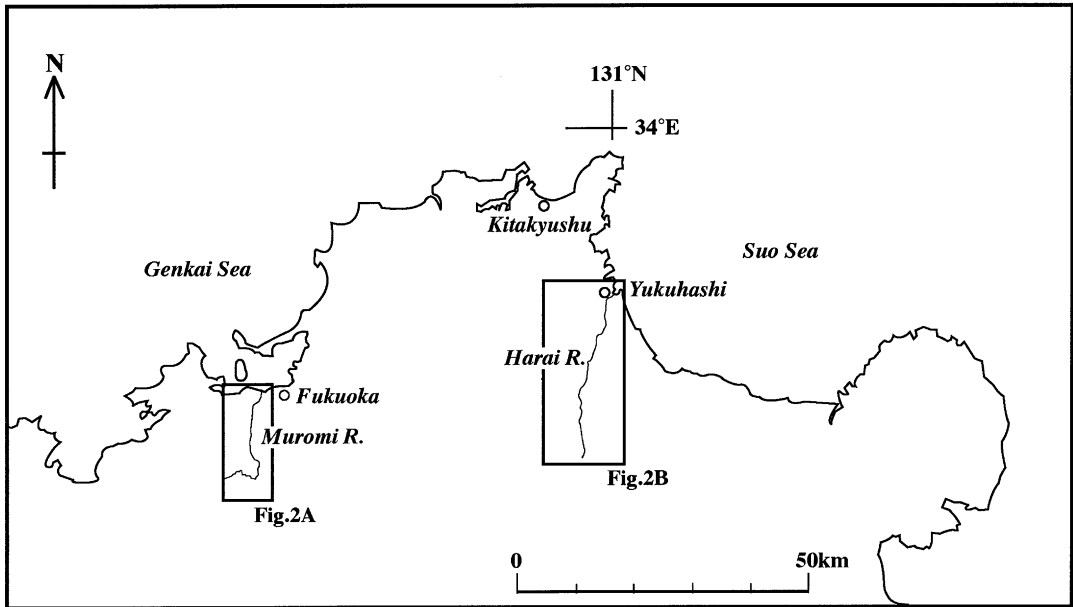 N
131°N
34°E
Kitakyushu
Genkai Sea
Suo Sea
Yukuhashi
Harai R.
Fukuoka
Muromi R.
Fig.2B
Fig.2A
0
50km